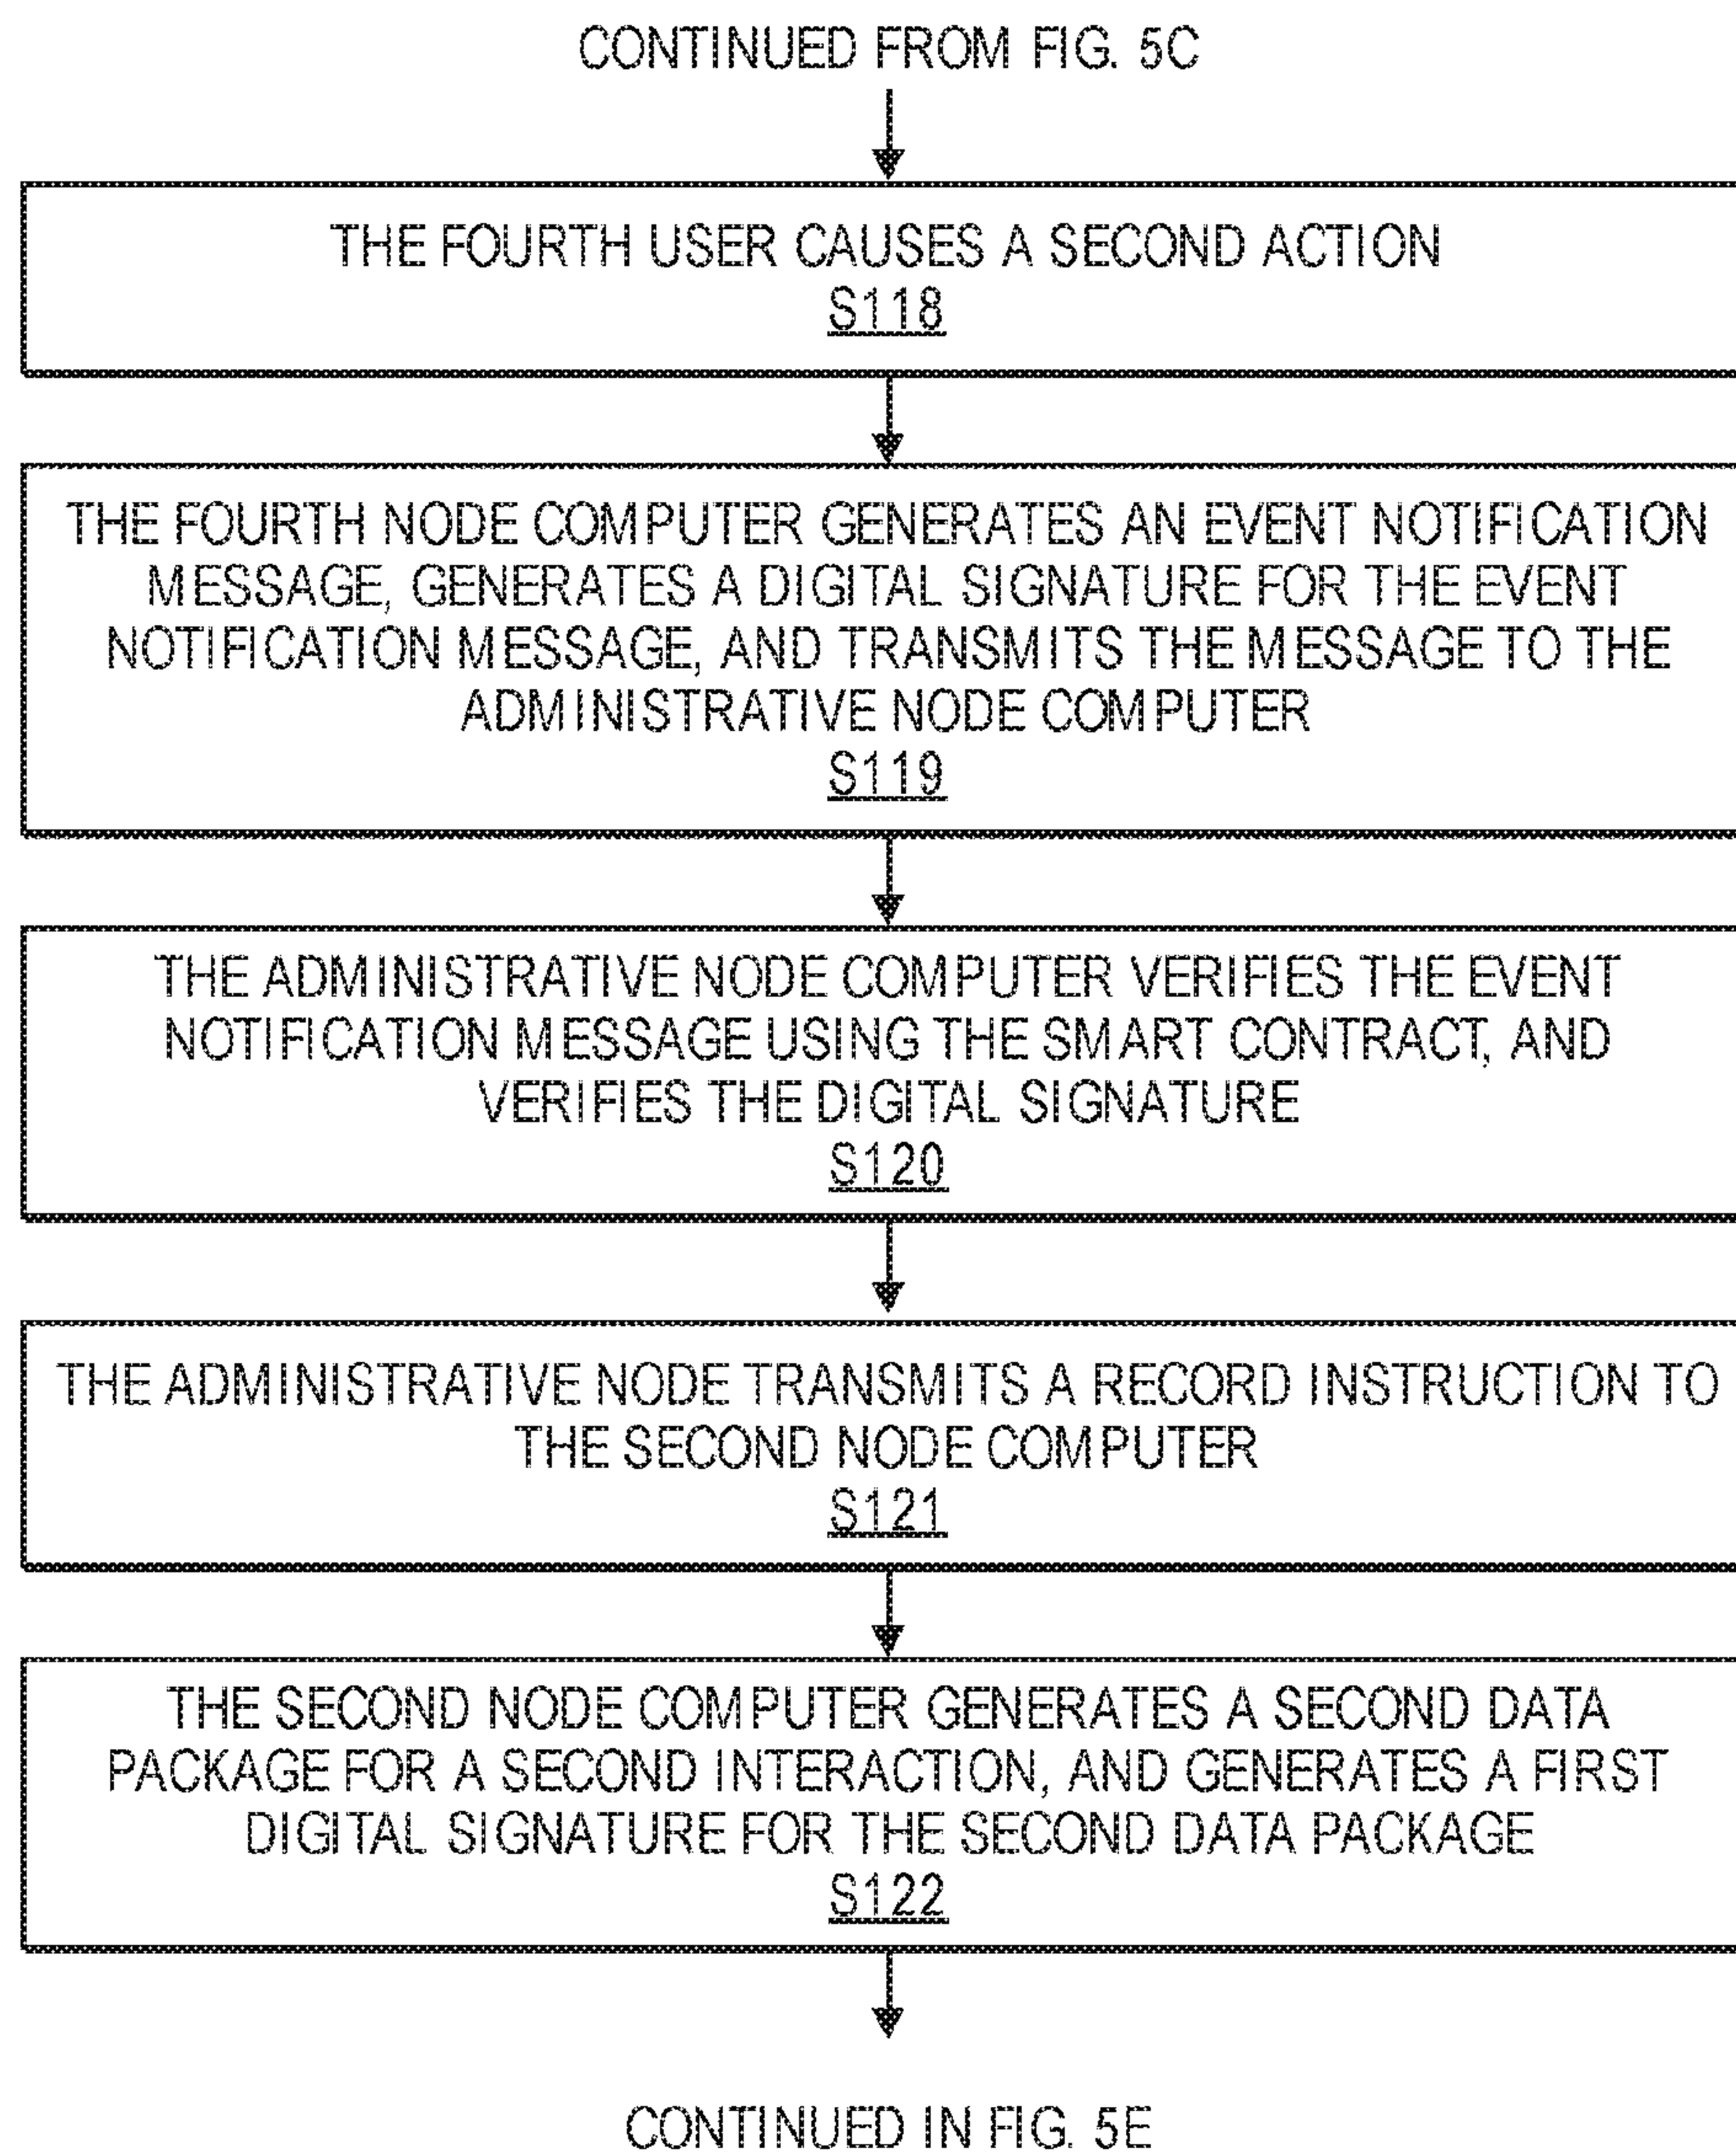 CONTINUED FROM FIG. 5C
THE FOURTH USER CAUSES A SECOND ACTION
S118
THE FOURTH NODE COMPUTER GENERATES AN EVENT NOTIFICATION
MESSAGE, GENERATES A DIGITAL SIGNATURE FOR THE EVENT
NOTIFICATION MESSAGE, AND TRANSMITS THE MESSAGE TO THE
ADMINISTRATIVE NODE COMPUTER
S119
THE ADMINISTRATIVE NODE COMPUTER VERIFIES THE EVENT
NOTIFICATION MESSAGE USING THE SMART CONTRACT, AND
VERIFIES THE DIGITAL SIGNATURE
S120
THE ADMINISTRATIVE NODE TRANSMITS A RECORD INSTRUCTION TO
THE SECOND NODE COMPUTER
S121
THE SECOND NODE COMPUTER GENERATES A SECOND DATA
PACKAGE FOR A SECOND INTERACTION, AND GENERATES A FIRST
DIGITAL SIGNATURE FOR THE SECOND DATA PACKAGE
S122
CONTINUED IN FIG. 5E